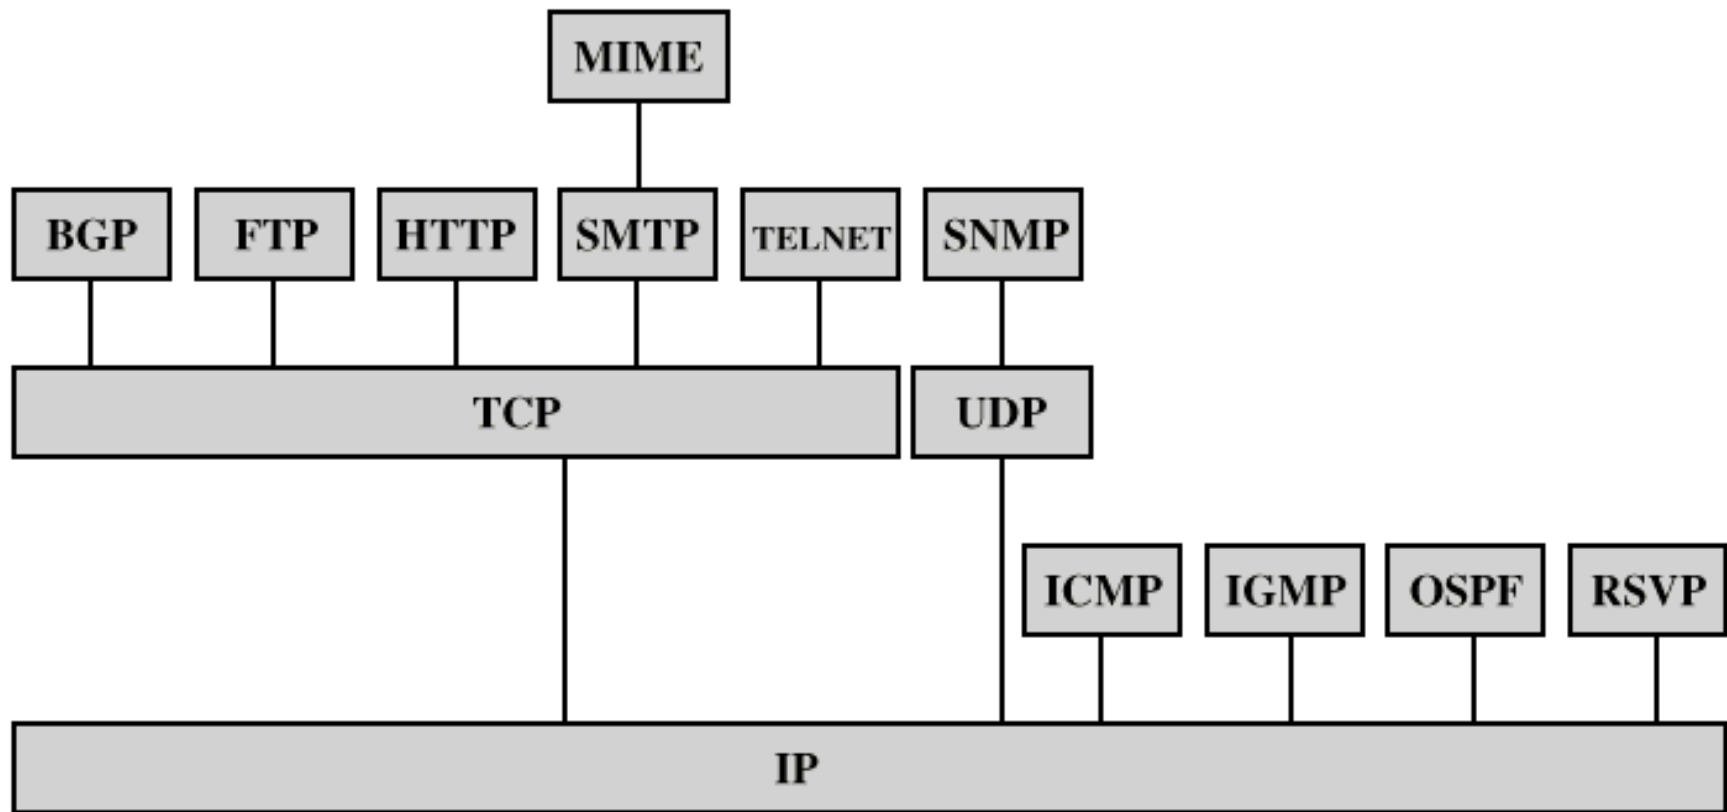 MIME
BGP FTP HTTP SMTP TELNET SNMP
TCP UDP
ICMP IGMP OSPF RSVP
IP